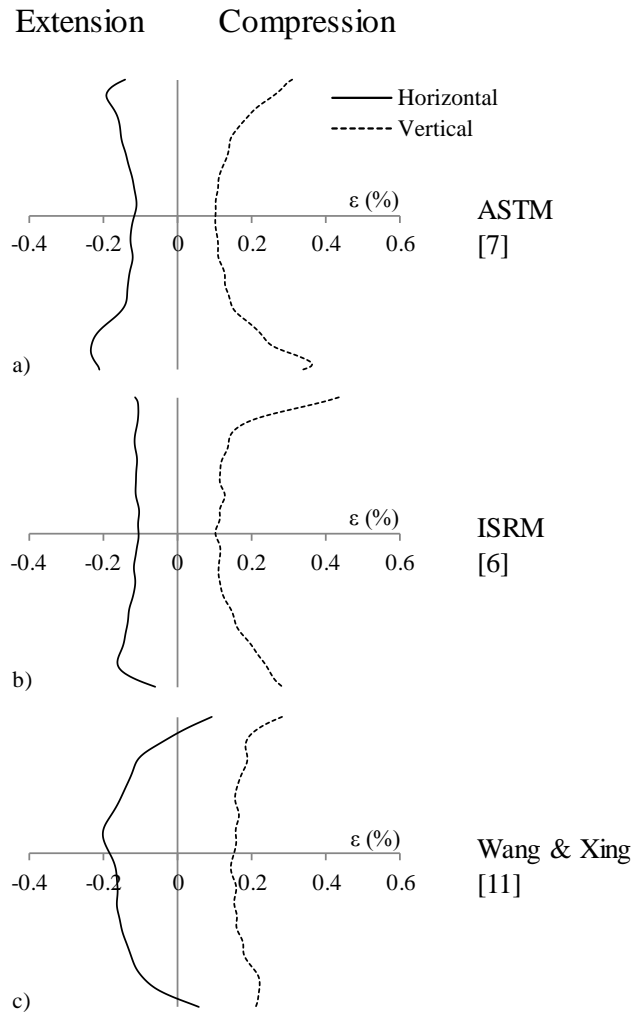 Extension Compression
Horizontal
Vertical
ε (%)
-0.4 -0.2 0 0.2 0.4 0.6
ASTM
[7]
a)
ε (%)
-0.4 -0.2 0 0.2 0.4 0.6
ISRM
[6]
b)
ε (%)
-0.4 -0.2 0 0.2 0.4 0.6
Wang & Xing
[11]
c)